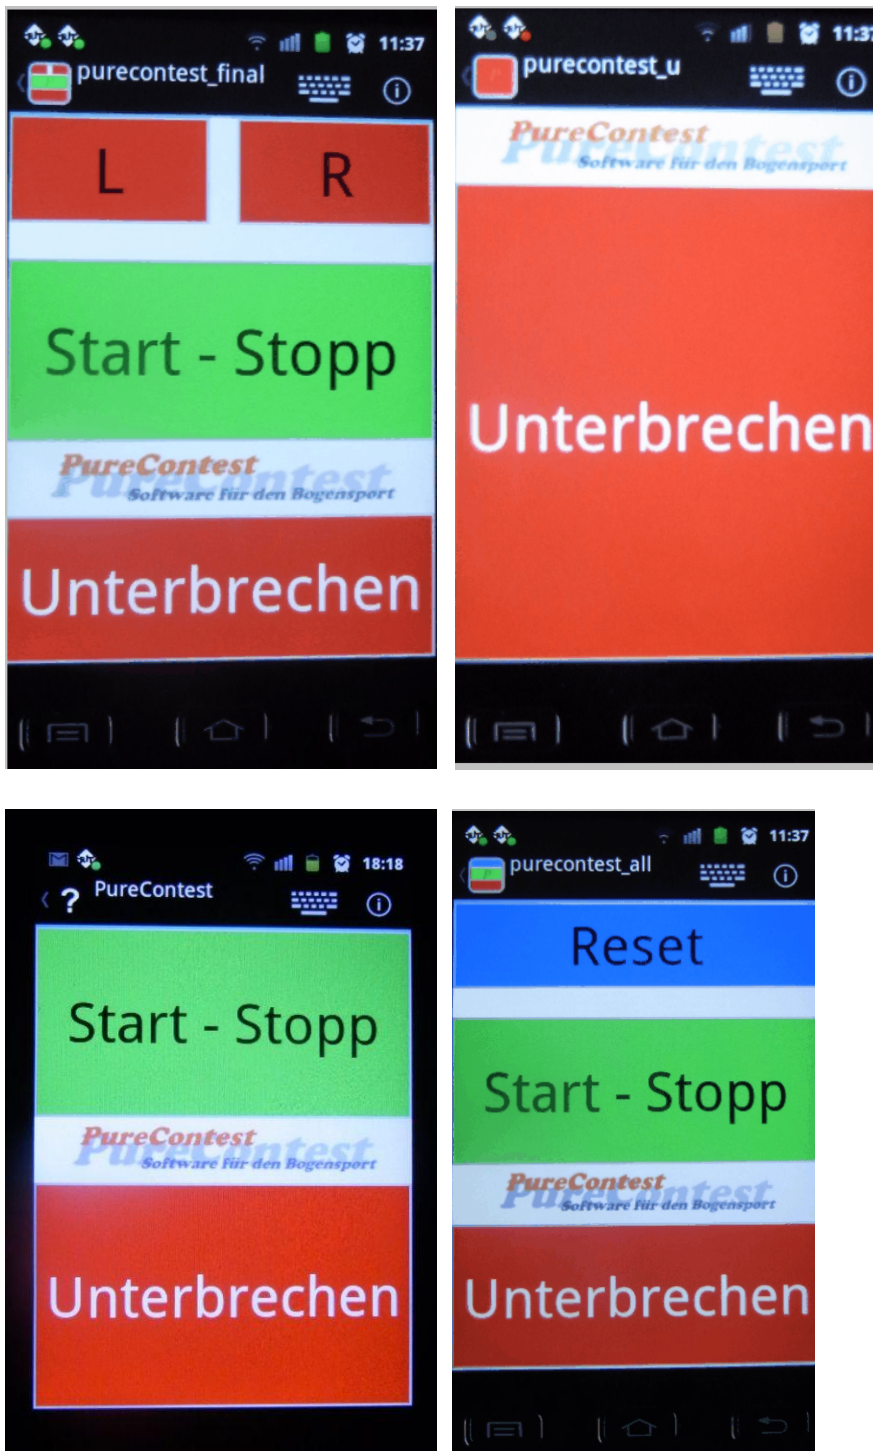 11:37
purecontest_final
L R
Start - Stopp
PureContest
Software für den Bogensport
Unterbrechen
11:37
purecontest_u
PureContest
Software für den Bogensport
Unterbrechen
18:18
? PureContest
Start - Stopp
PureContest
Software für den Bogensport
Unterbrechen
11:37
purecontest_all
Reset
Start - Stopp
PureContest
Software für den Bogensport
Unterbrechen